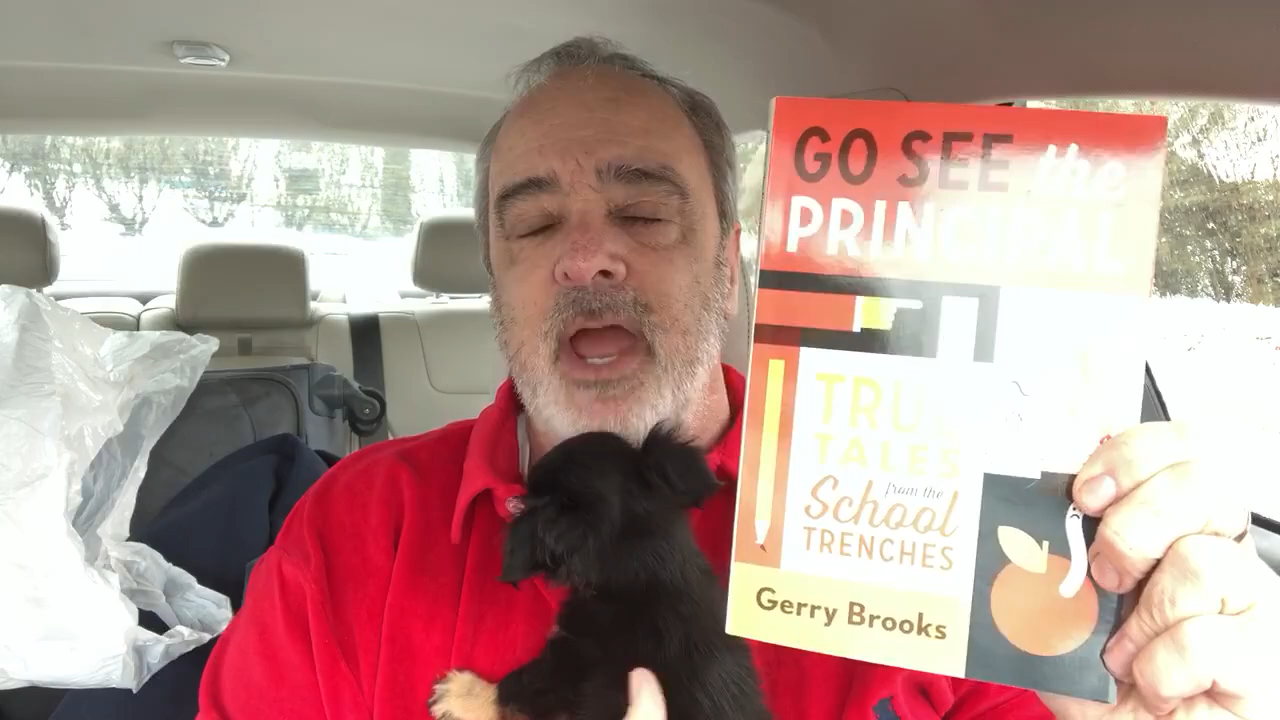 GO SEE the
PRINCIPAL
TRUE
TALES
from the
School
TRENCHES
Gerry Brooks